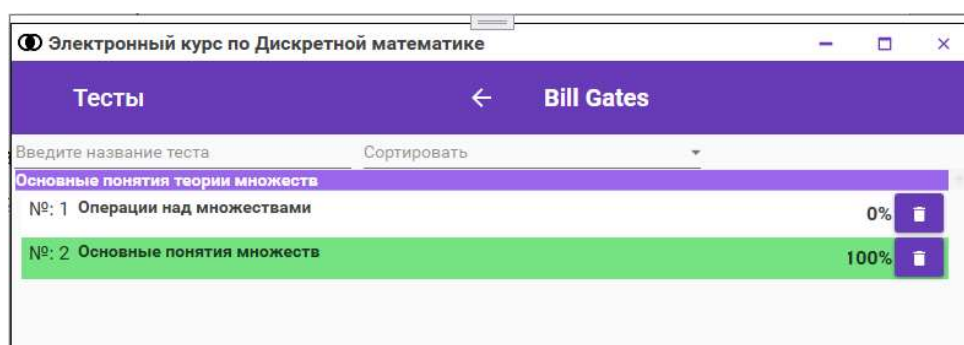 Электронный курс по Дискретной математике
Тесты Bill Gates
Введите название теста Сортировать
Основные понятия теории множеств
№: 1 Операции над множествами 0%
№: 2 Основные понятия множеств 100%